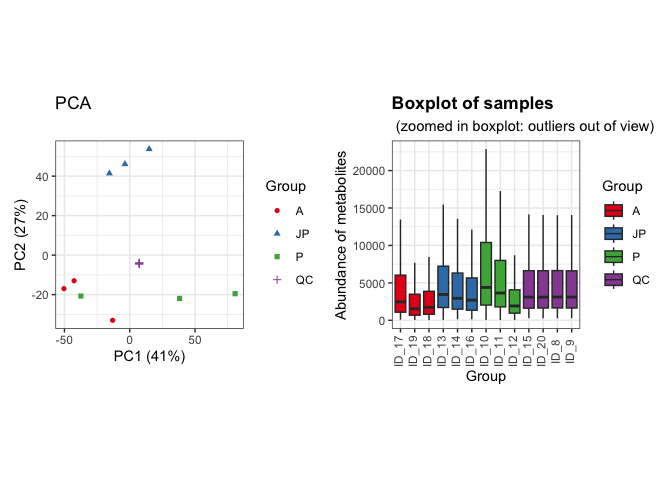 PCA
40
20
0
-20
-50
0
50
PC2 (27%)
PC1 (41%)
Group
A
JP
P
QC
Boxplot of samples
(zoomed in boxplot: outliers out of view)
20000
15000
10000
5000
0
Abundance of metabolites
ID_17
ID_19
ID_18
ID_13
ID_14
ID_16
ID_10
ID_11
ID_12
ID_15
ID_20
ID_8
ID_9
Group
Group
A
JP
P
QC